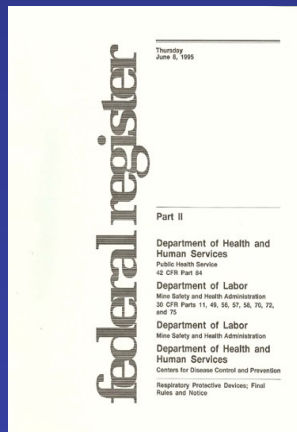 federal register
Thursday
June 8, 1995
Part II
Department of Health and
Human Services
Public Health Service
42 CFR Part 84
Department of Labor
Mine Safety and Health Administration
30 CFR Parts 11, 49, 56, 57, 58, 70, 72,
and 75
Department of Labor
Mine Safety and Health Administration
Department of Health and
Human Services
Centers for Disease Control and Prevention
Respiratory Protective Devices; Final
Rules and Notice